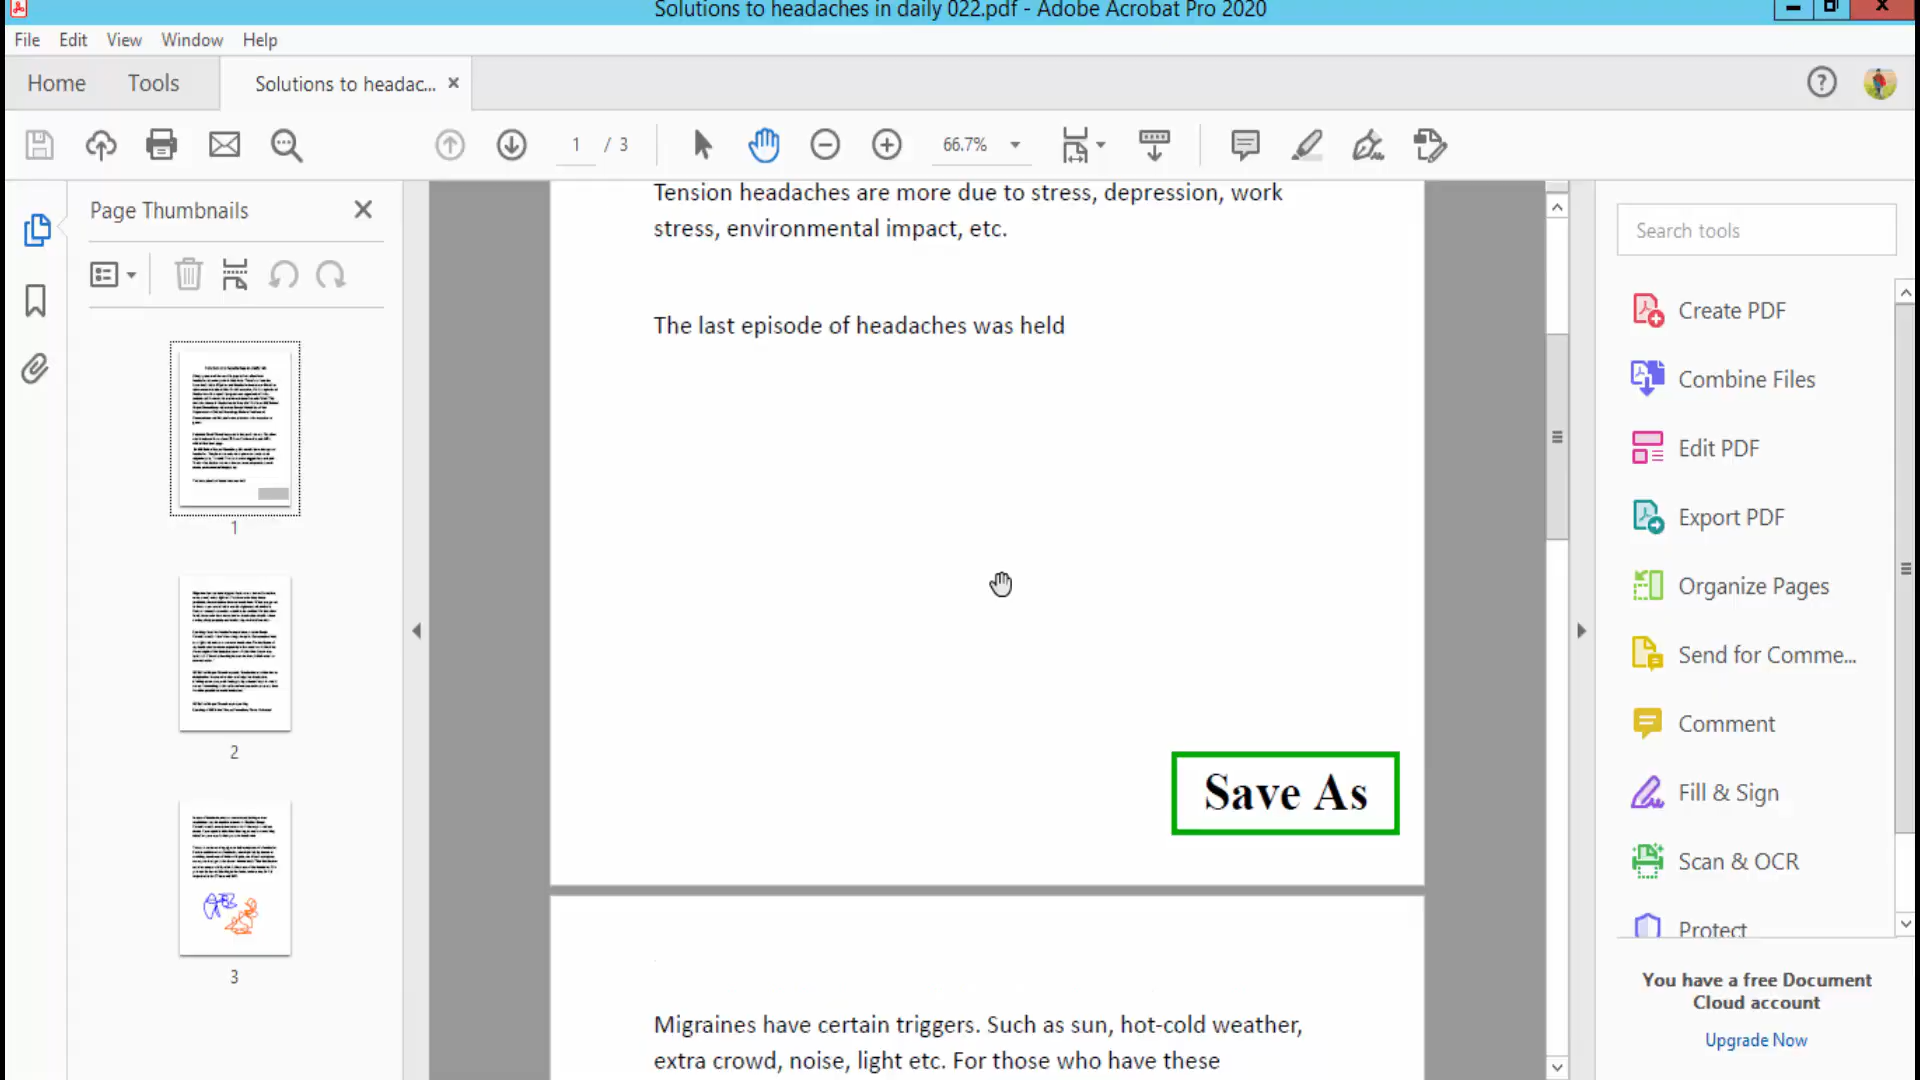 Solutions to headaches in daily 022.pdf - Adobe Acrobat Pro 2020
File Edit View Window Help
Home Tools Solutions to headac...
1 / 3 66.7%
Page Thumbnails
1
2
3
Tension headaches are more due to stress, depression, work
stress, environmental impact, etc.
The last episode of headaches was held
Save As
Migraines have certain triggers. Such as sun, hot-cold weather,
extra crowd, noise, light etc. For those who have these
Search tools
Create PDF
Combine Files
Edit PDF
Export PDF
Organize Pages
Send for Comme...
Comment
Fill & Sign
Scan & OCR
Protect
You have a free Document
Cloud account
Upgrade Now